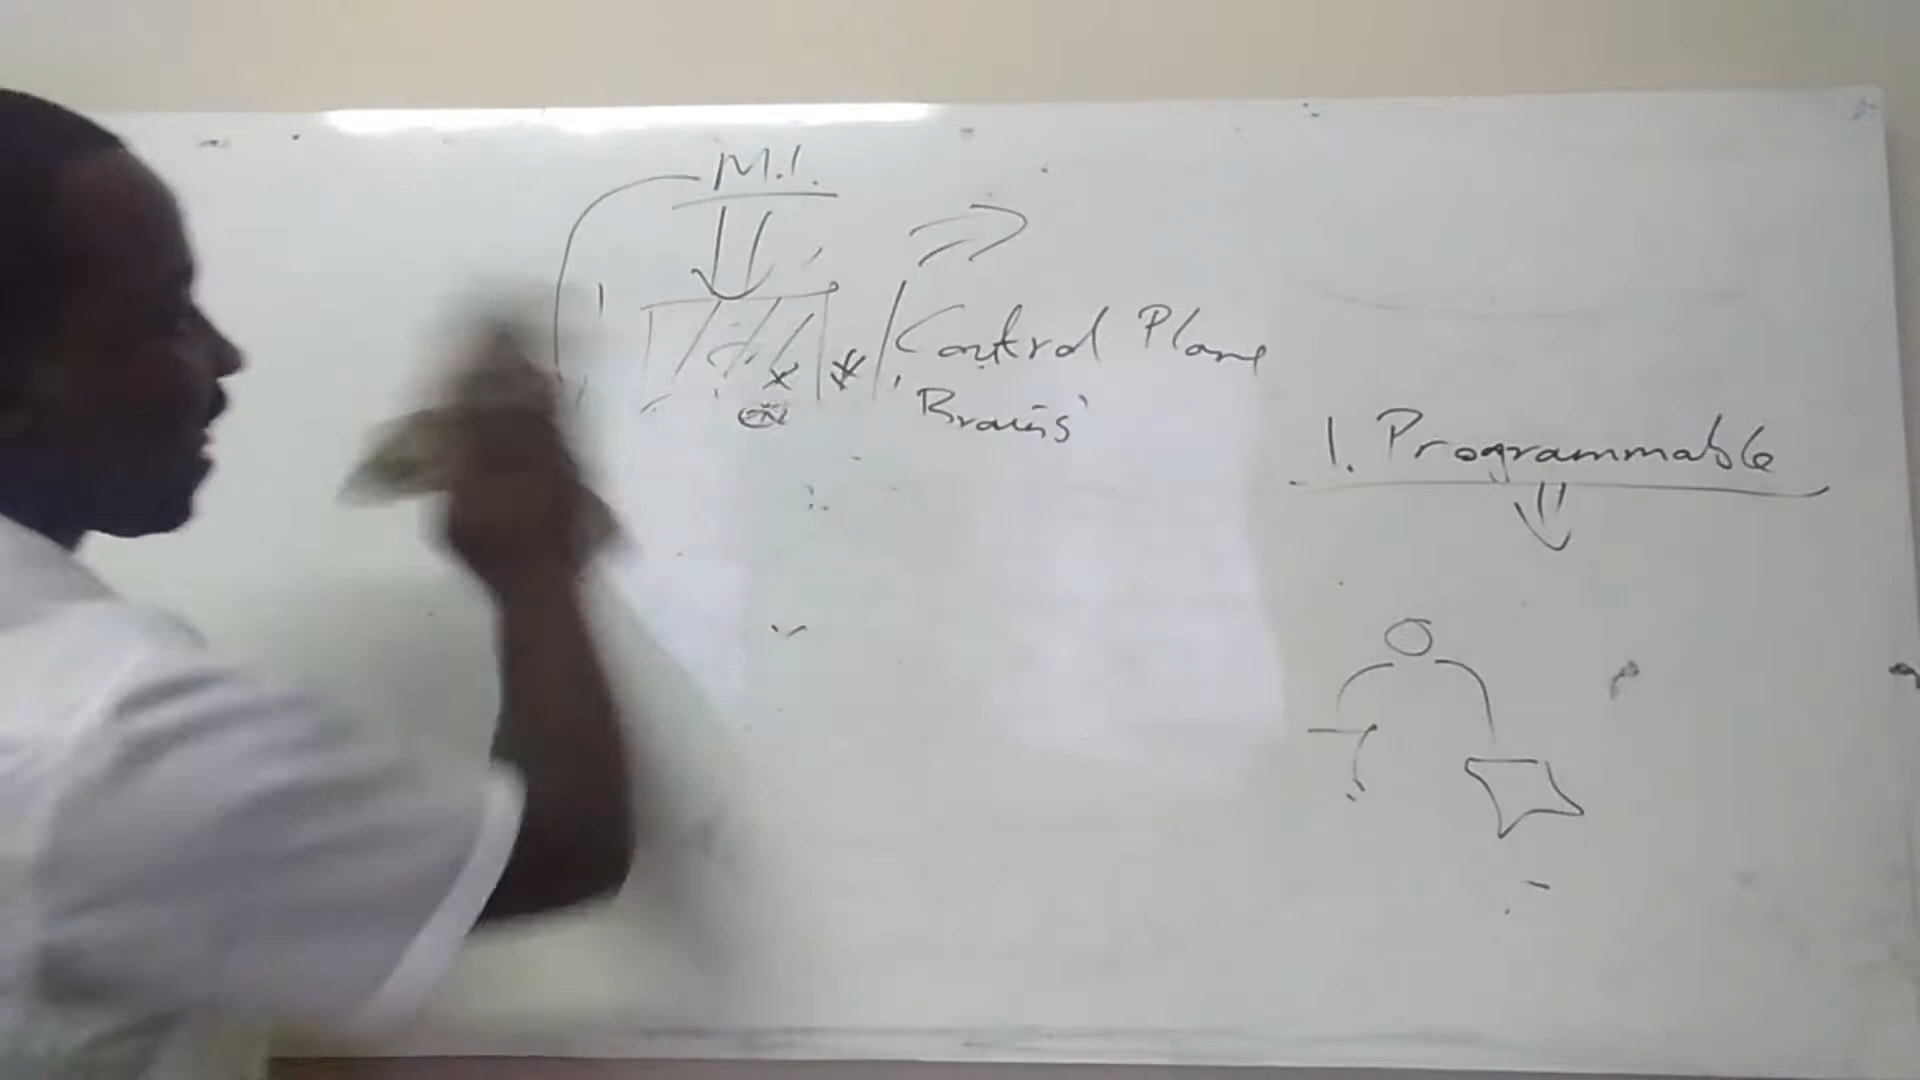 M.I.
Control Plane
'Brains'
1. Programmable